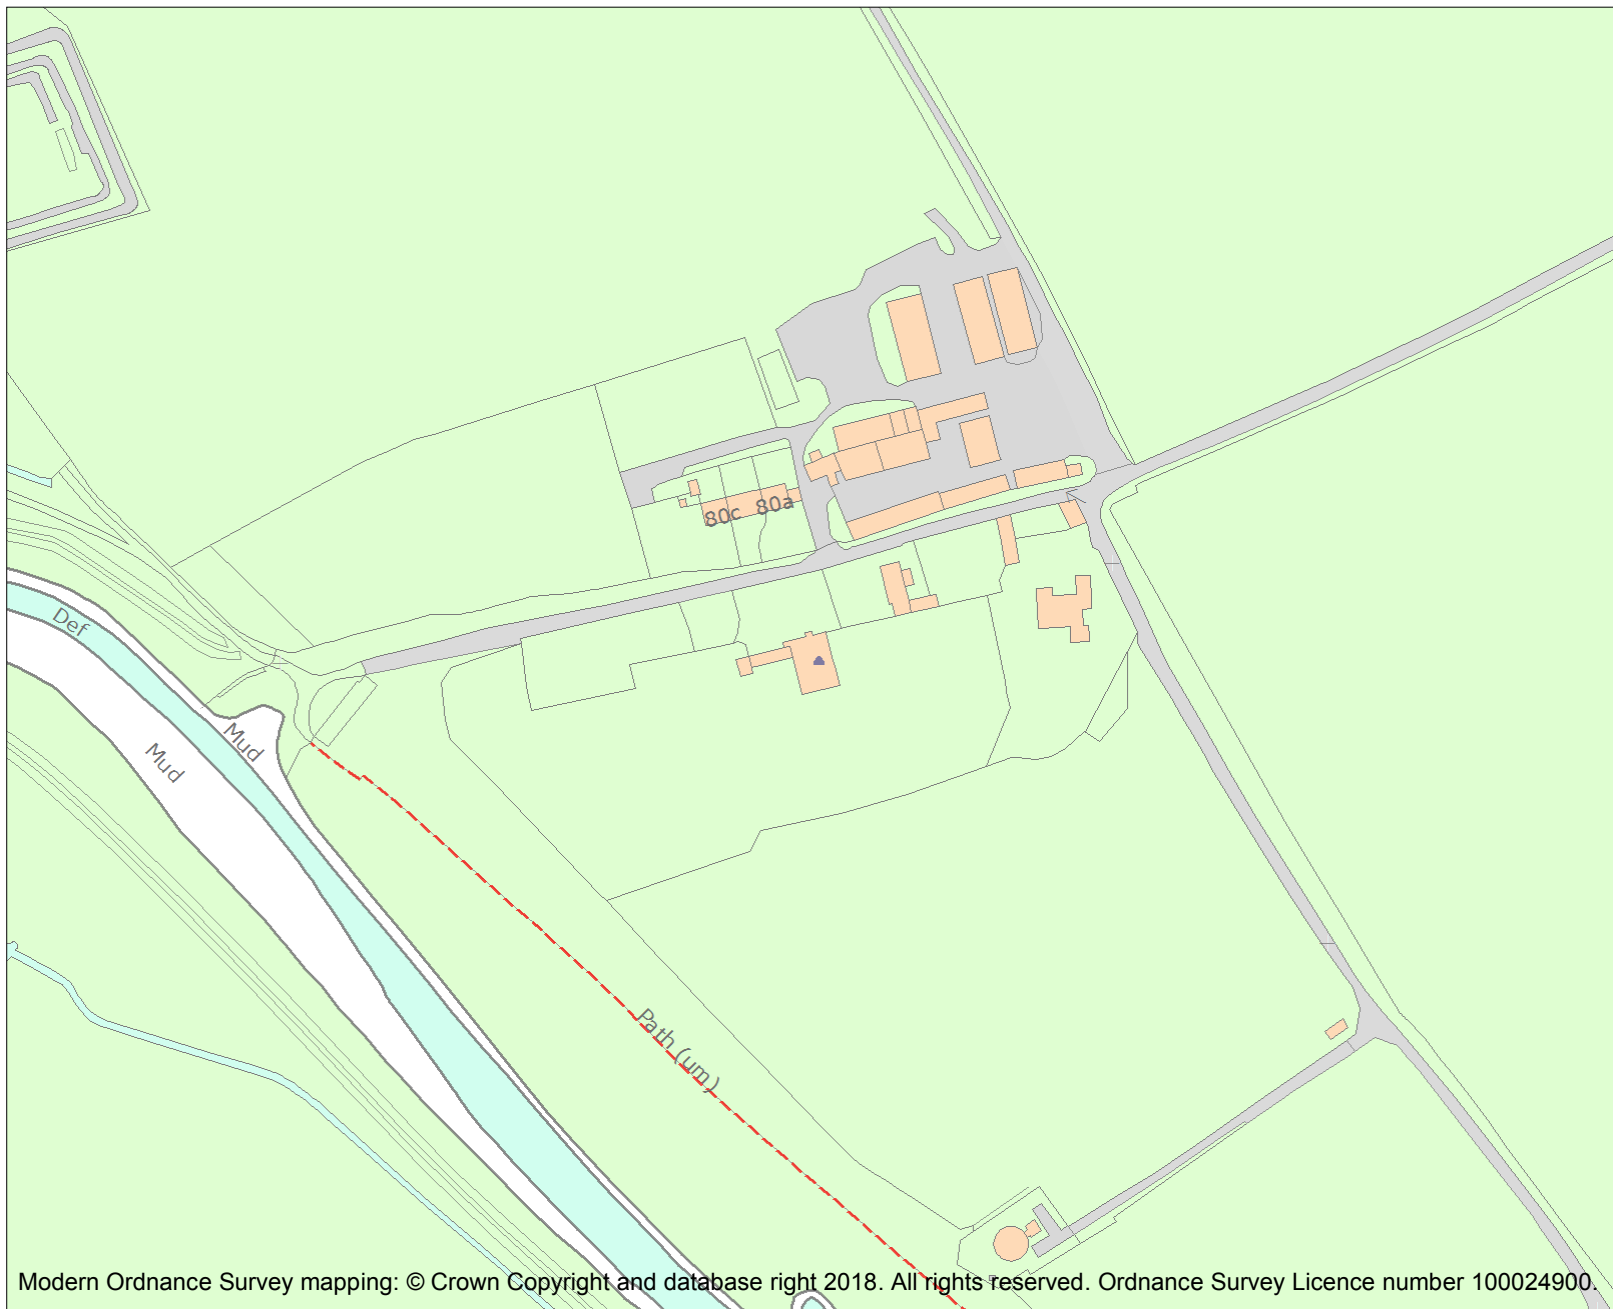 80c 80a
Def
Mud
Mud
Path (um)
Modern Ordnance Survey mapping: © Crown Copyright and database right 2018. All rights reserved. Ordnance Survey Licence number 100024900.